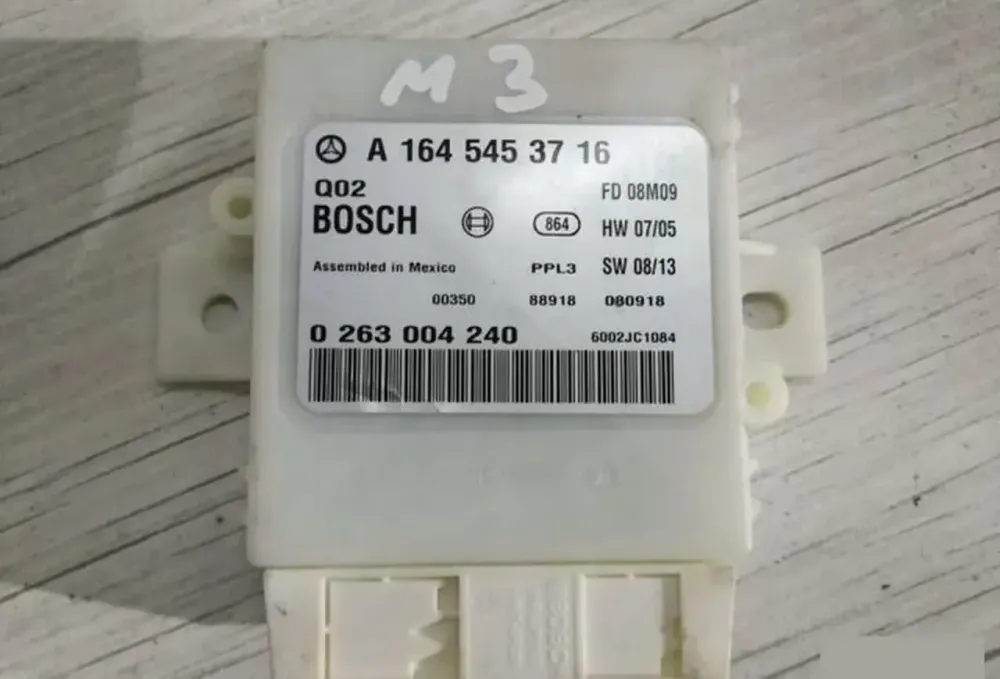 M 3
A 164 545 37 16
Q02 FD 08M09
BOSCH 864 HW 07/05
Assembled in Mexico PPL3 SW 08/13
00350 88918 080918
0 263 004 240 6002JC1084